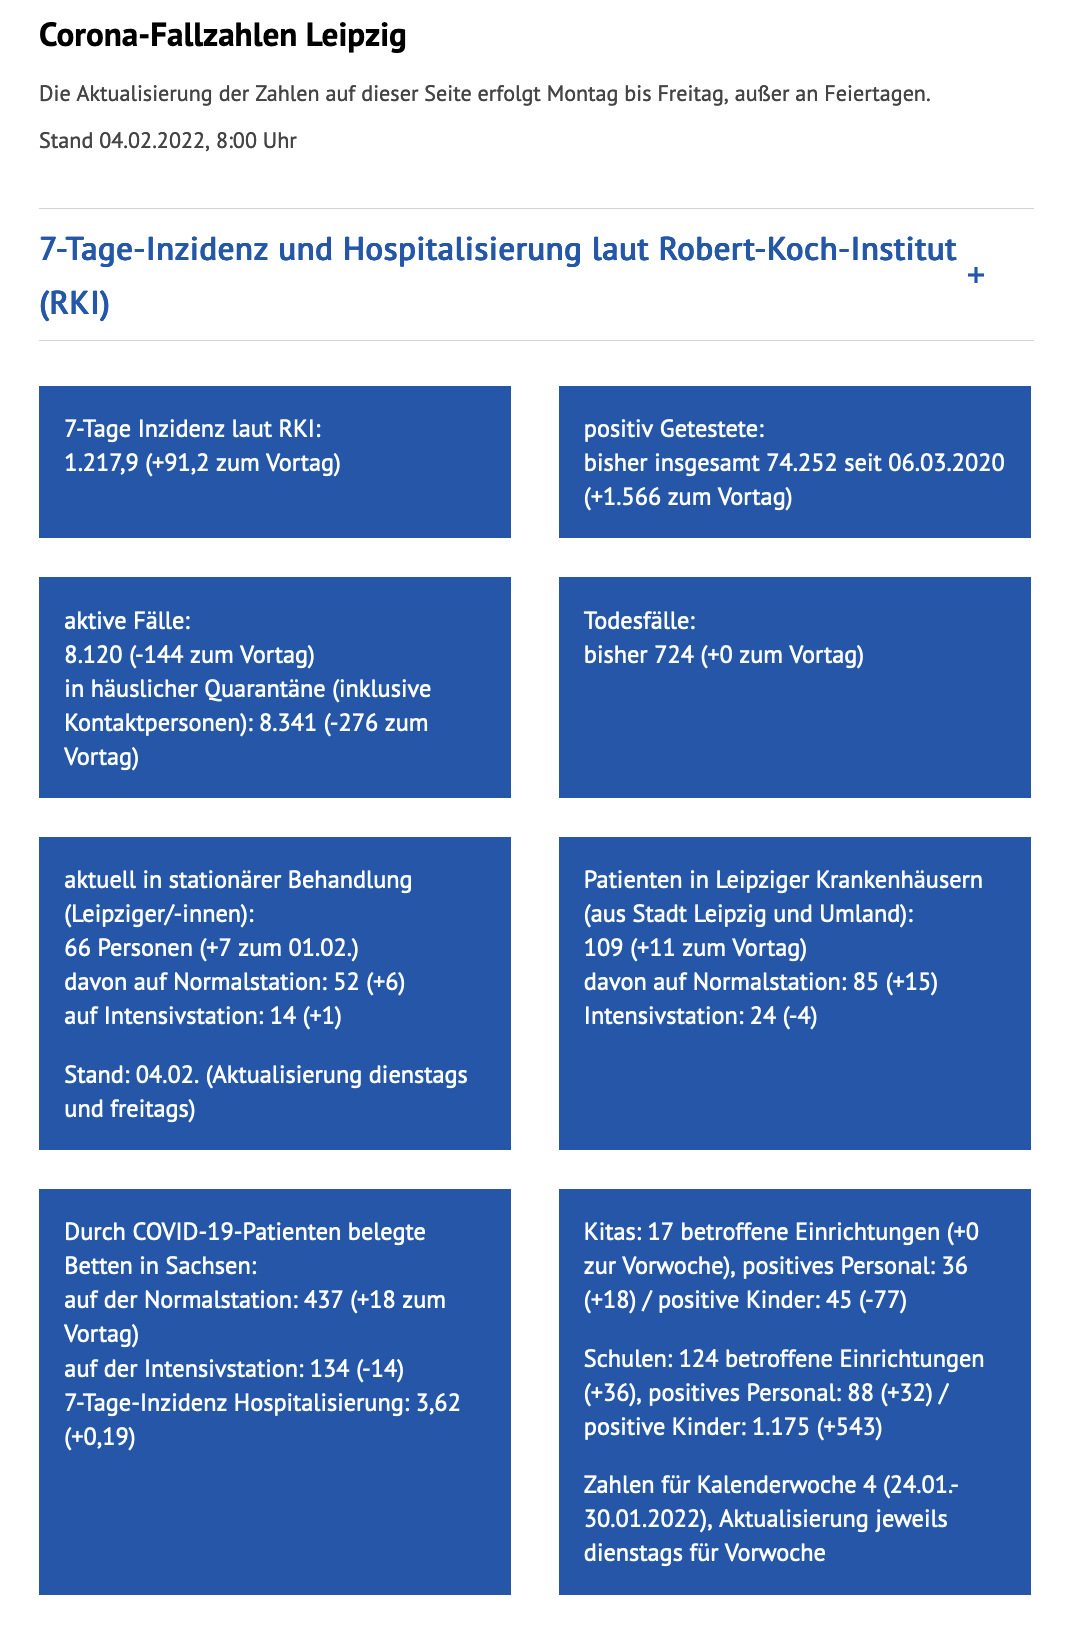 Corona-Fallzahlen Leipzig
Die Aktualisierung der Zahlen auf dieser Seite erfolgt Montag bis Freitag, außer an Feiertagen.
Stand 04.02.2022, 8:00 Uhr
7-Tage-Inzidenz und Hospitalisierung laut Robert-Koch-Institut
(RKI)
+
7-Tage Inzidenz laut RKI:
1.217,9 (+91,2 zum Vortag)
positiv Getestete:
bisher insgesamt 74.252 seit 06.03.2020
(+1.566 zum Vortag)
aktive Fälle:
8.120 (-144 zum Vortag)
in häuslicher Quarantäne (inklusive
Kontaktpersonen): 8.341 (-276 zum
Vortag)
Todesfälle:
bisher 724 (+0 zum Vortag)
aktuell in stationärer Behandlung
(Leipziger/-innen):
66 Personen (+7 zum 01.02.)
davon auf Normalstation: 52 (+6)
auf Intensivstation: 14 (+1)
Stand: 04.02. (Aktualisierung dienstags
und freitags)
Patienten in Leipziger Krankenhäusern
(aus Stadt Leipzig und Umland):
109 (+11 zum Vortag)
davon auf Normalstation: 85 (+15)
Intensivstation: 24 (-4)
Durch COVID-19-Patienten belegte
Betten in Sachsen:
auf der Normalstation: 437 (+18 zum
Vortag)
auf der Intensivstation: 134 (-14)
7-Tage-Inzidenz Hospitalisierung: 3,62
(+0,19)
Kitas: 17 betroffene Einrichtungen (+0
zur Vorwoche), positives Personal: 36
(+18) / positive Kinder: 45 (-77)
Schulen: 124 betroffene Einrichtungen
(+36), positives Personal: 88 (+32) /
positive Kinder: 1.175 (+543)
Zahlen für Kalenderwoche 4 (24.01.-
30.01.2022), Aktualisierung jeweils
dienstags für Vorwoche